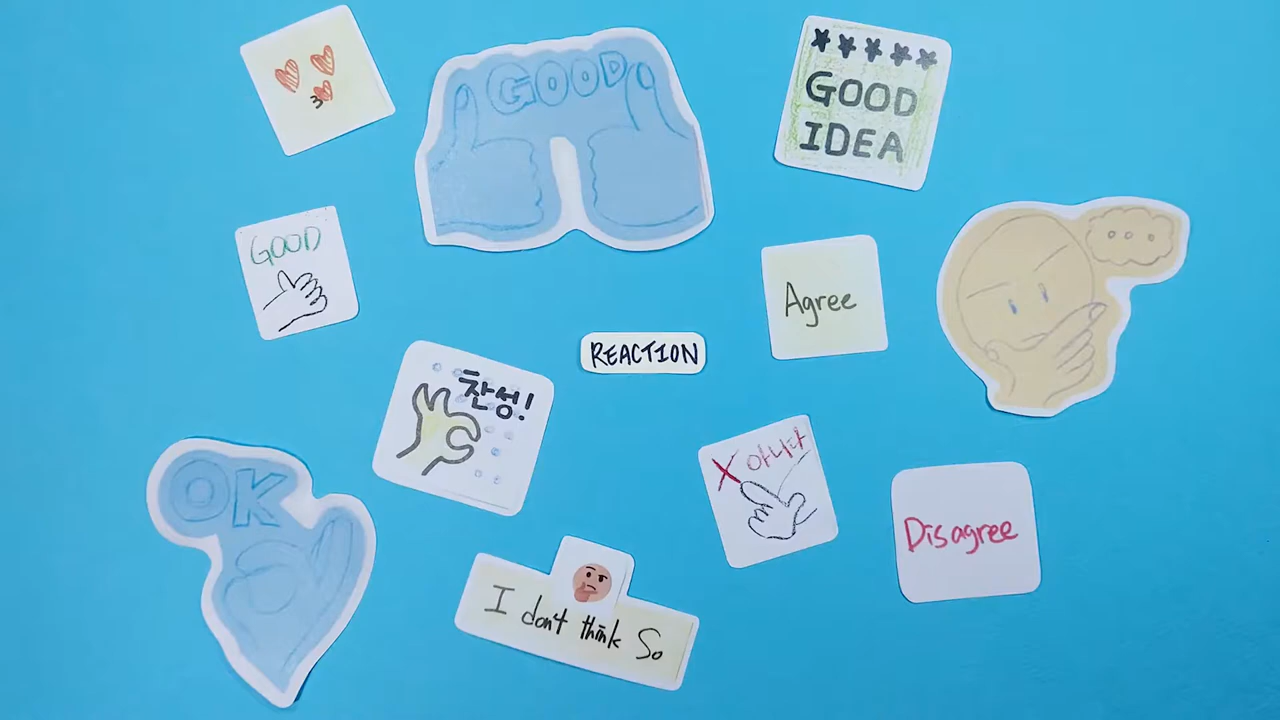 GOOD
GOOD
IDEA
GOOD
Agree
REACTION
찬성!
X 아니다
OK
Disagree
I don't think So